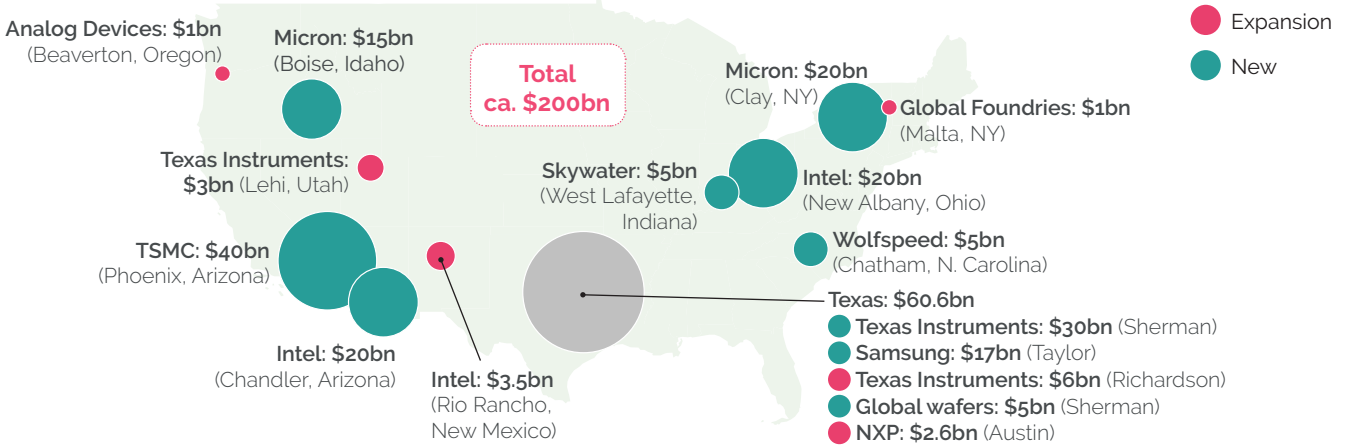 Analog Devices: $1bn
(Beaverton, Oregon)
Micron: $15bn
(Boise, Idaho)
Total
ca. $200bn
Micron: $20bn
(Clay, NY)
Expansion
New
Global Foundries: $1bn
(Malta, NY)
Texas Instruments:
$3bn (Lehi, Utah)
Skywater: $5bn
(West Lafayette,
Indiana)
Intel: $20bn
(New Albany, Ohio)
TSMC: $40bn
(Phoenix, Arizona)
Wolfspeed: $5bn
(Chatham, N. Carolina)
Intel: $20bn
(Chandler, Arizona)
Intel: $3.5bn
(Rio Rancho,
New Mexico)
Texas: $60.6bn
Texas Instruments: $30bn (Sherman)
Samsung: $17bn (Taylor)
Texas Instruments: $6bn (Richardson)
Global wafers: $5bn (Sherman)
NXP: $2.6bn (Austin)